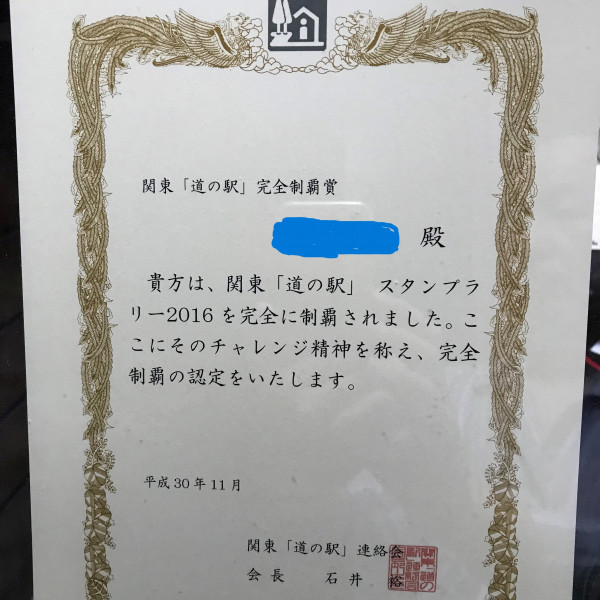 関東「道の駅」完全制覇賞
殿
貴方は、関東「道の駅」 スタンプラ
リー2016を完全に制覇されました。こ
こにそのチャレンジ精神を称え、完全
制覇の認定をいたします。
平成30年11月
関東「道の駅」連絡会
会長 石井 裕